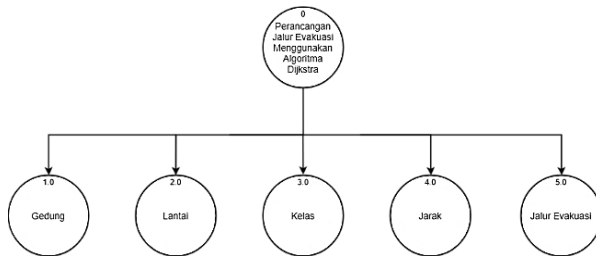 0
Perancangan
Jalur Evakuasi
Menggunakan
Algoritma
Dijkstra
1.0
Gedung
2.0
Lantai
3.0
Kelas
4.0
Jarak
5.0
Jalur Evakuasi